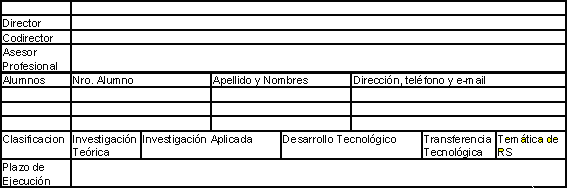 Director
Codirector
Asesor
Profesional
Alumnos Nro. Alumno Apellido y Nombres Dirección, teléfono y e-mail
Clasificacion Investigación Investigación Aplicada Desarrollo Tecnológico Transferencia Temática de
Teórica Tecnológica RS
Plazo de
Ejecución